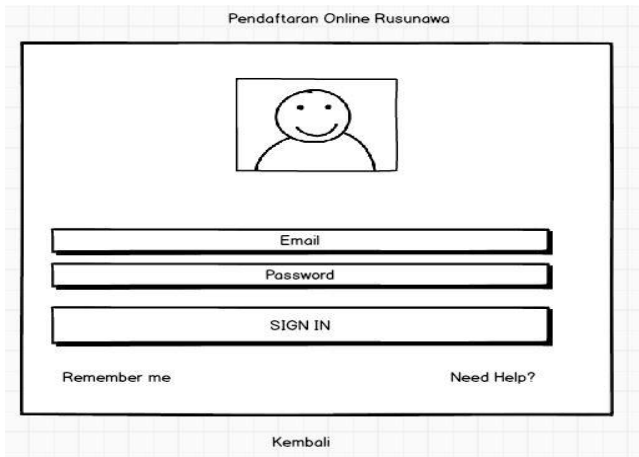 Pendaftaran Online Rusunawa
Email
Password
SIGN IN
Remember me Need Help?
Kembali